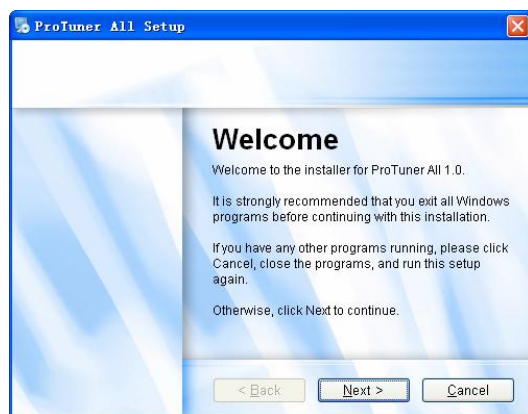 ProTuner All Setup
Welcome
Welcome to the installer for ProTuner All 1.0.
It is strongly recommended that you exit all Windows
programs before continuing with this installation.
If you have any other programs running, please click
Cancel, close the programs, and run this setup
again.
Otherwise, click Next to continue.
< Back
Next >
Cancel